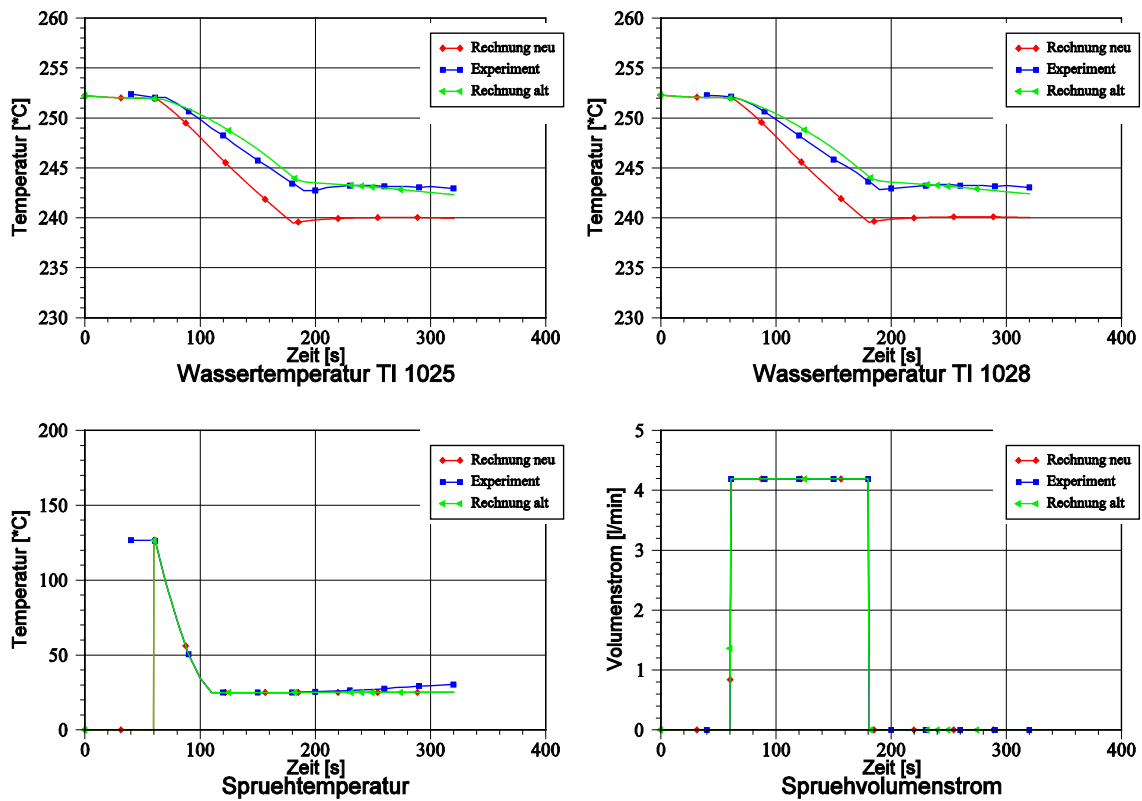 260
255
250
245
240
235
230
Temperatur [°C]
0
100
200
300
400
Zeit [s]
Rechnung neu
Experiment
Rechnung alt
Wassertemperatur TI 1025
260
255
250
245
240
235
230
Temperatur [°C]
0
100
200
300
400
Zeit [s]
Rechnung neu
Experiment
Rechnung alt
Wassertemperatur TI 1028
200
150
100
50
0
Temperatur [°C]
0
100
200
300
400
Zeit [s]
Rechnung neu
Experiment
Rechnung alt
Spruehtemperatur
5
4
3
2
1
0
Volumenstrom [l/min]
0
100
200
300
400
Zeit [s]
Rechnung neu
Experiment
Rechnung alt
Spruehvolumenstrom